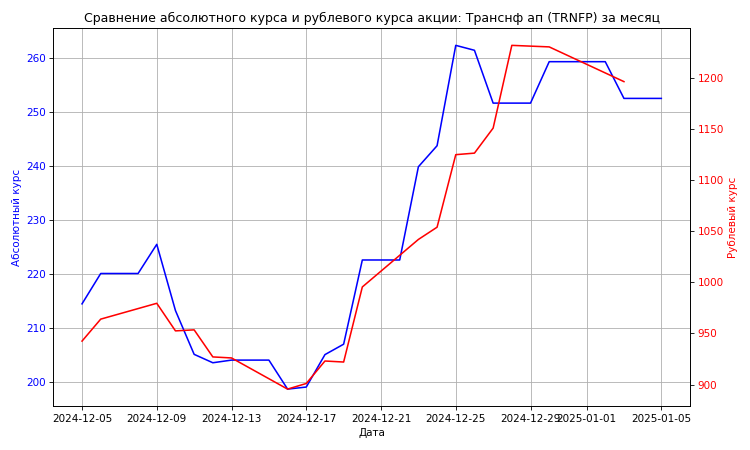 Сравнение абсолютного курса и рублевого курса акции: Транснф ап (TRNFP) за месяц
260
250
240
230
220
210
200
Абсолютный курс
1200
1150
1100
1050
1000
950
900
Рублевый курс
2024-12-05 2024-12-09 2024-12-13 2024-12-17 2024-12-21 2024-12-25 2024-12-29 2025-01-01 2025-01-05
Дата